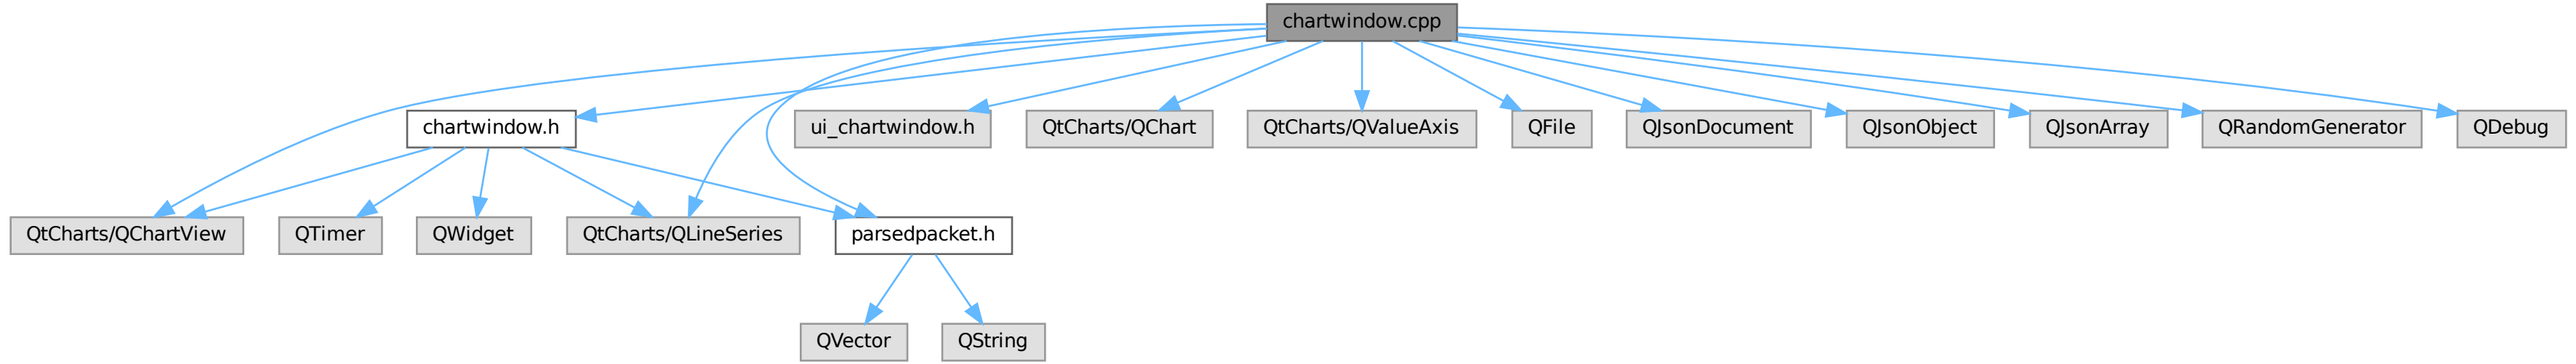 chartwindow.cpp
chartwindow.h
ui_chartwindow.h
QtCharts/QChart
QtCharts/QValueAxis
QFile
QJsonDocument
QJsonObject
QJsonArray
QRandomGenerator
QDebug
QtCharts/QChartView
QTimer
QWidget
QtCharts/QLineSeries
parsedpacket.h
QVector
QString